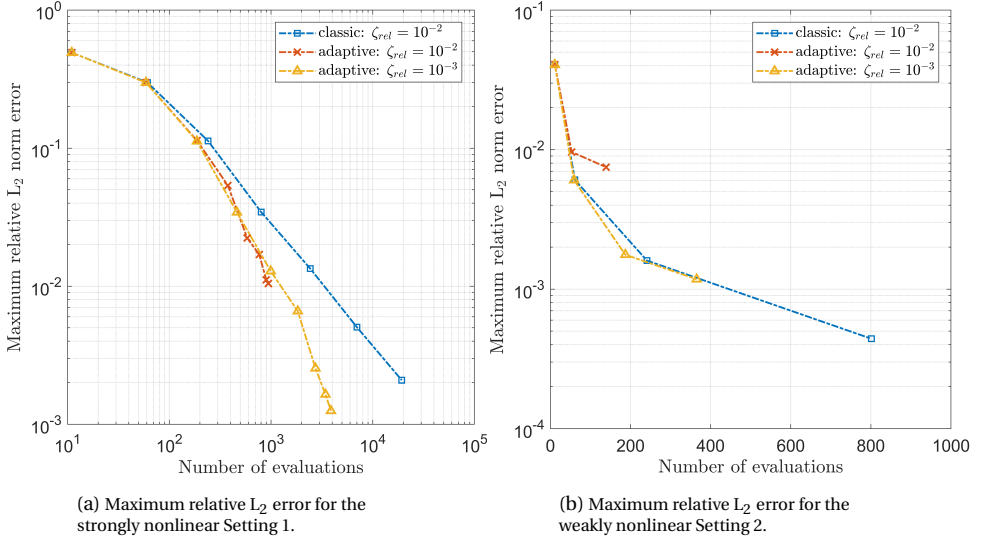 10^0
10^-1
10^-2
10^-3
10^1
10^2
10^3
10^4
10^5
Maximum relative L_2 norm error
Number of evaluations
classic: ζ_rel = 10^-2
adaptive: ζ_rel = 10^-2
adaptive: ζ_rel = 10^-3
(a) Maximum relative L_2 error for the
strongly nonlinear Setting 1.
10^-1
10^-2
10^-3
10^-4
0
200
400
600
800
1000
Maximum relative L_2 norm error
Number of evaluations
classic: ζ_rel = 10^-2
adaptive: ζ_rel = 10^-2
adaptive: ζ_rel = 10^-3
(b) Maximum relative L_2 error for the
weakly nonlinear Setting 2.